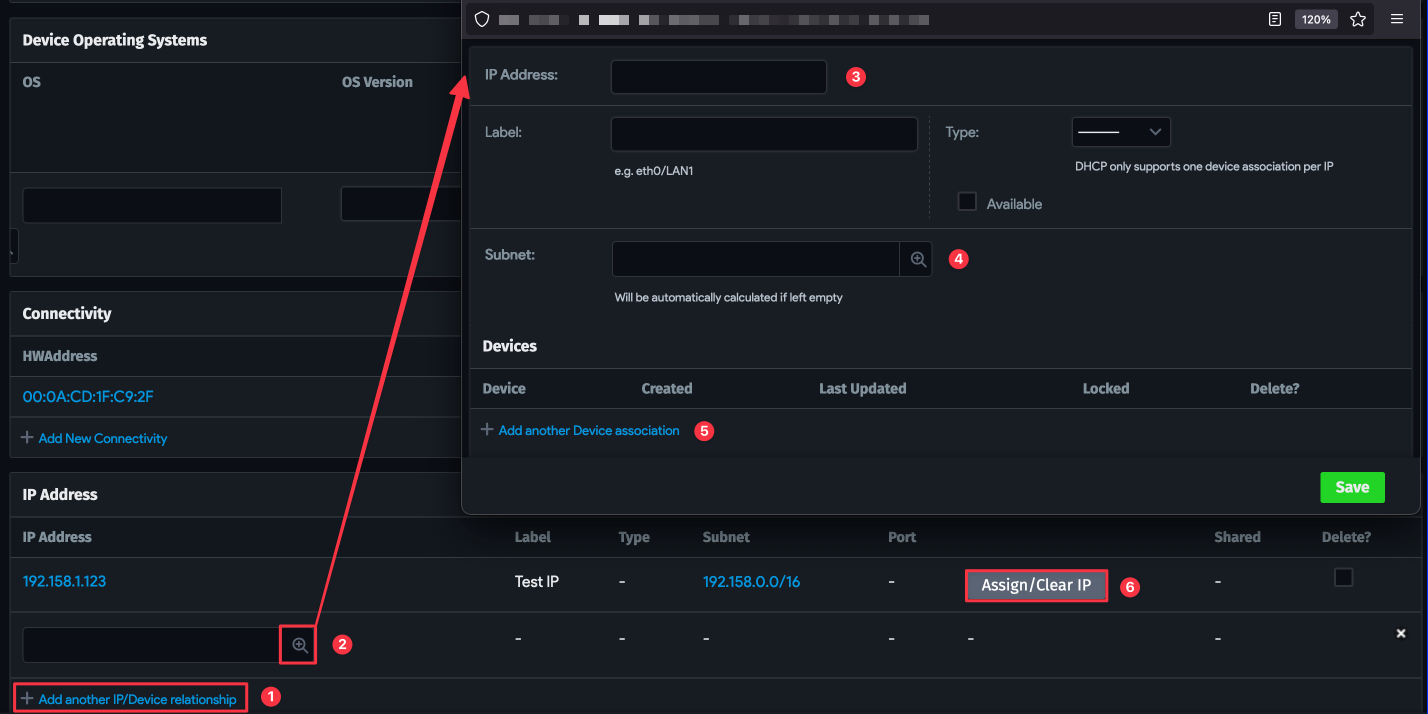 Device Operating Systems
OS OS Version
Connectivity
HWAddress
00:0A:CD:1F:C9:2F
Add New Connectivity
IP Address
IP Address Label Type Subnet Port Shared Delete?
192.158.1.123 Test IP - 192.158.0.0/16 - Assign/Clear IP 6 -
2 - - - - - -
Add another IP/Device relationship 1
120%
IP Address: 3
Label: Type:
e.g. eth0/LAN1 DHCP only supports one device association per IP
Available
Subnet: 4
Will be automatically calculated if left empty
Devices
Device Created Last Updated Locked Delete?
Add another Device association 5
Save